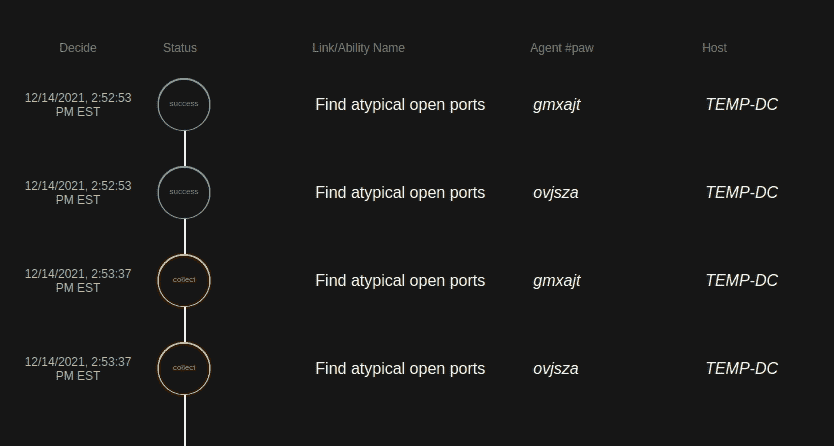 Decide Status Link/Ability Name Agent #paw Host
12/14/2021, 2:52:53 PM EST success Find atypical open ports gmxajt TEMP-DC
12/14/2021, 2:52:53 PM EST success Find atypical open ports ovjsza TEMP-DC
12/14/2021, 2:53:37 PM EST collect Find atypical open ports gmxajt TEMP-DC
12/14/2021, 2:53:37 PM EST collect Find atypical open ports ovjsza TEMP-DC